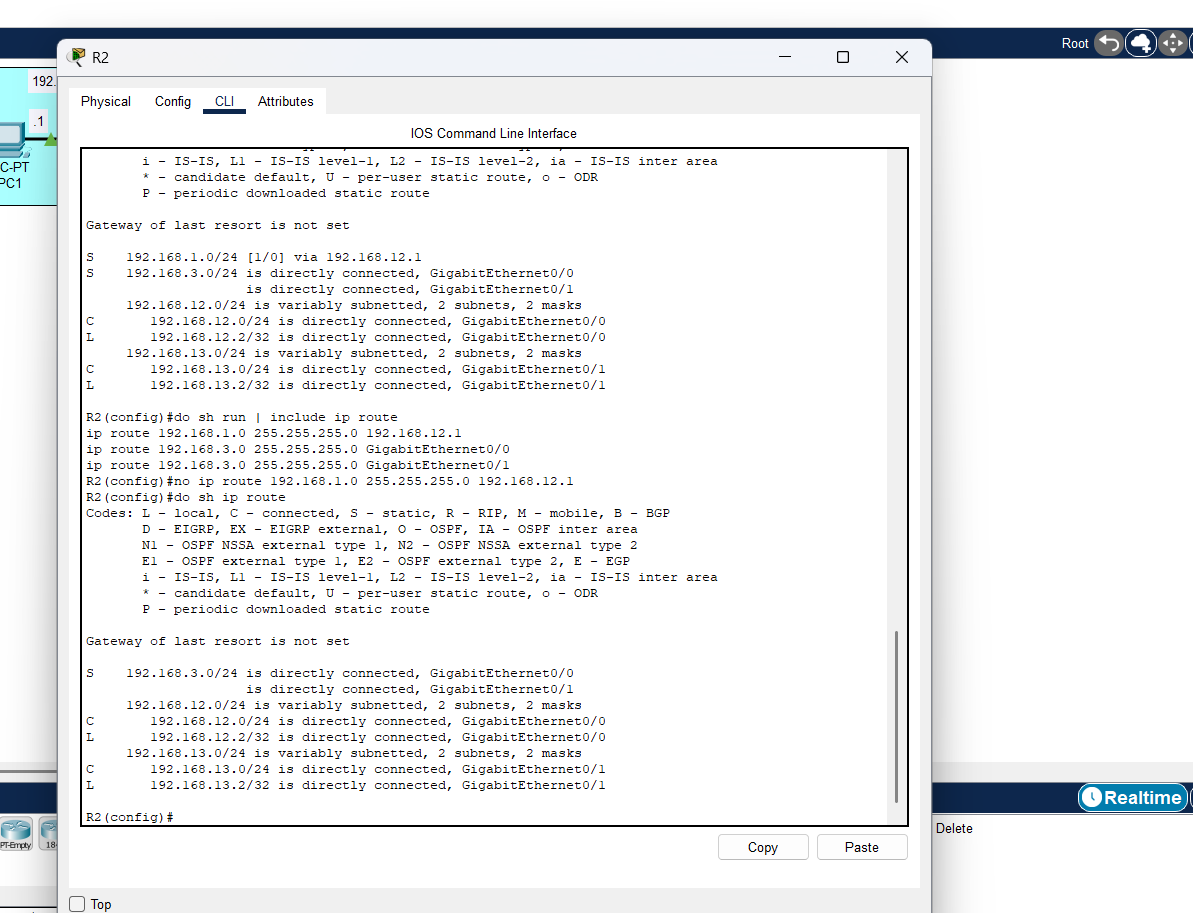 Root
R2
192.
Physical Config CLI Attributes
.1
IOS Command Line Interface
i - IS-IS, L1 - IS-IS level-1, L2 - IS-IS level-2, ia - IS-IS inter area
* - candidate default, U - per-user static route, o - ODR
P - periodic downloaded static route
C-PT
PC1
Gateway of last resort is not set
S 192.168.1.0/24 [1/0] via 192.168.12.1
S 192.168.3.0/24 is directly connected, GigabitEthernet0/0
is directly connected, GigabitEthernet0/1
192.168.12.0/24 is variably subnetted, 2 subnets, 2 masks
C 192.168.12.0/24 is directly connected, GigabitEthernet0/0
L 192.168.12.2/32 is directly connected, GigabitEthernet0/0
192.168.13.0/24 is variably subnetted, 2 subnets, 2 masks
C 192.168.13.0/24 is directly connected, GigabitEthernet0/1
L 192.168.13.2/32 is directly connected, GigabitEthernet0/1
R2(config)#do sh run | include ip route
ip route 192.168.1.0 255.255.255.0 192.168.12.1
ip route 192.168.3.0 255.255.255.0 GigabitEthernet0/0
ip route 192.168.3.0 255.255.255.0 GigabitEthernet0/1
R2(config)#no ip route 192.168.1.0 255.255.255.0 192.168.12.1
R2(config)#do sh ip route
Codes: L - local, C - connected, S - static, R - RIP, M - mobile, B - BGP
D - EIGRP, EX - EIGRP external, O - OSPF, IA - OSPF inter area
N1 - OSPF NSSA external type 1, N2 - OSPF NSSA external type 2
E1 - OSPF external type 1, E2 - OSPF external type 2, E - EGP
i - IS-IS, L1 - IS-IS level-1, L2 - IS-IS level-2, ia - IS-IS inter area
* - candidate default, U - per-user static route, o - ODR
P - periodic downloaded static route
Gateway of last resort is not set
S 192.168.3.0/24 is directly connected, GigabitEthernet0/0
is directly connected, GigabitEthernet0/1
192.168.12.0/24 is variably subnetted, 2 subnets, 2 masks
C 192.168.12.0/24 is directly connected, GigabitEthernet0/0
L 192.168.12.2/32 is directly connected, GigabitEthernet0/0
192.168.13.0/24 is variably subnetted, 2 subnets, 2 masks
C 192.168.13.0/24 is directly connected, GigabitEthernet0/1
L 192.168.13.2/32 is directly connected, GigabitEthernet0/1
R2(config)#
Realtime
Delete
PT-Empty 18
Copy Paste
Top